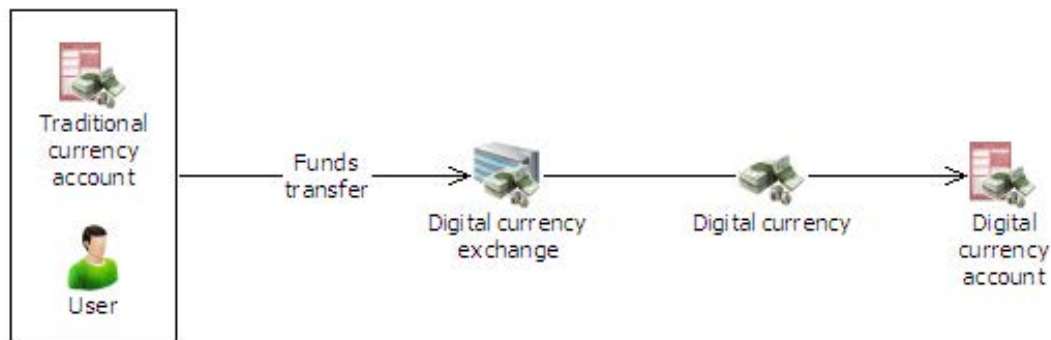 Traditional
currency
account
User
Funds
transfer
Digital currency
exchange
Digital currency
Digital
currency
account